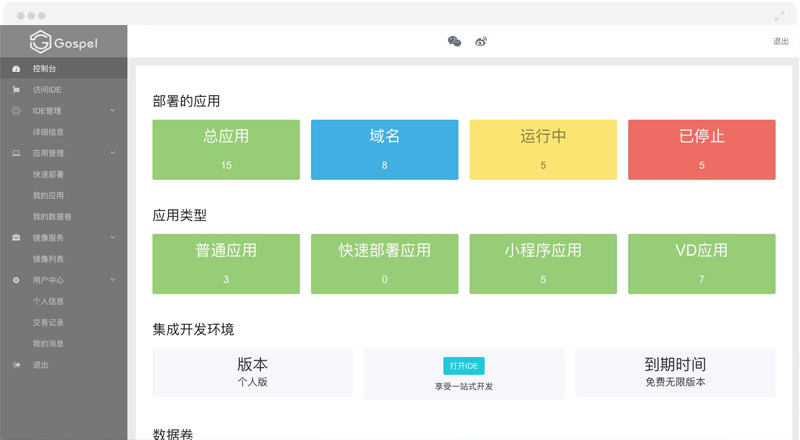 Gospel
退出
控制台
访问IDE
IDE管理
详细信息
应用管理
快速部署
我的应用
我的数据卷
镜像服务
镜像列表
用户中心
个人信息
交易记录
我的消息
退出
部署的应用
总应用
15
域名
8
运行中
5
已停止
5
应用类型
普通应用
3
快速部署应用
0
小程序应用
5
VD应用
7
集成开发环境
版本
个人版
打开IDE
享受一站式开发
到期时间
免费无限版本
数据卷